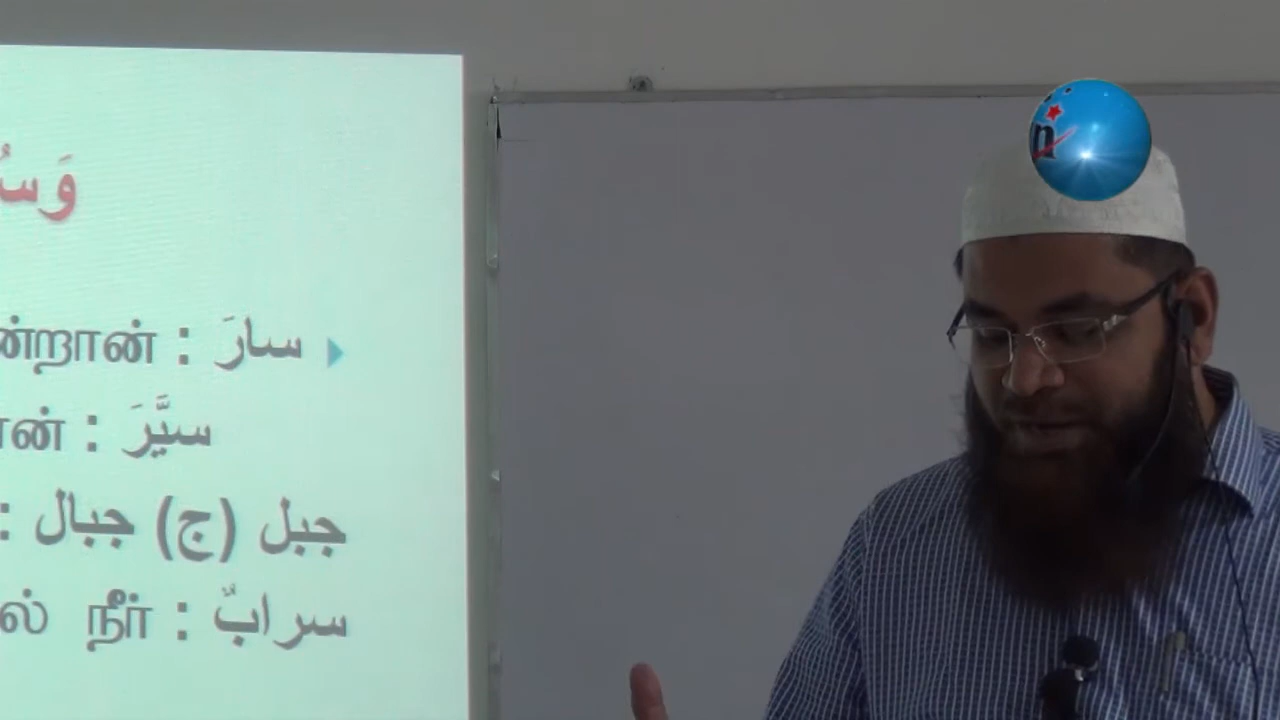 سارَ : ன்றான்
سيَّرَ : ான்
جبل (ج) جبال :
سرابٌ : ல் நீர்